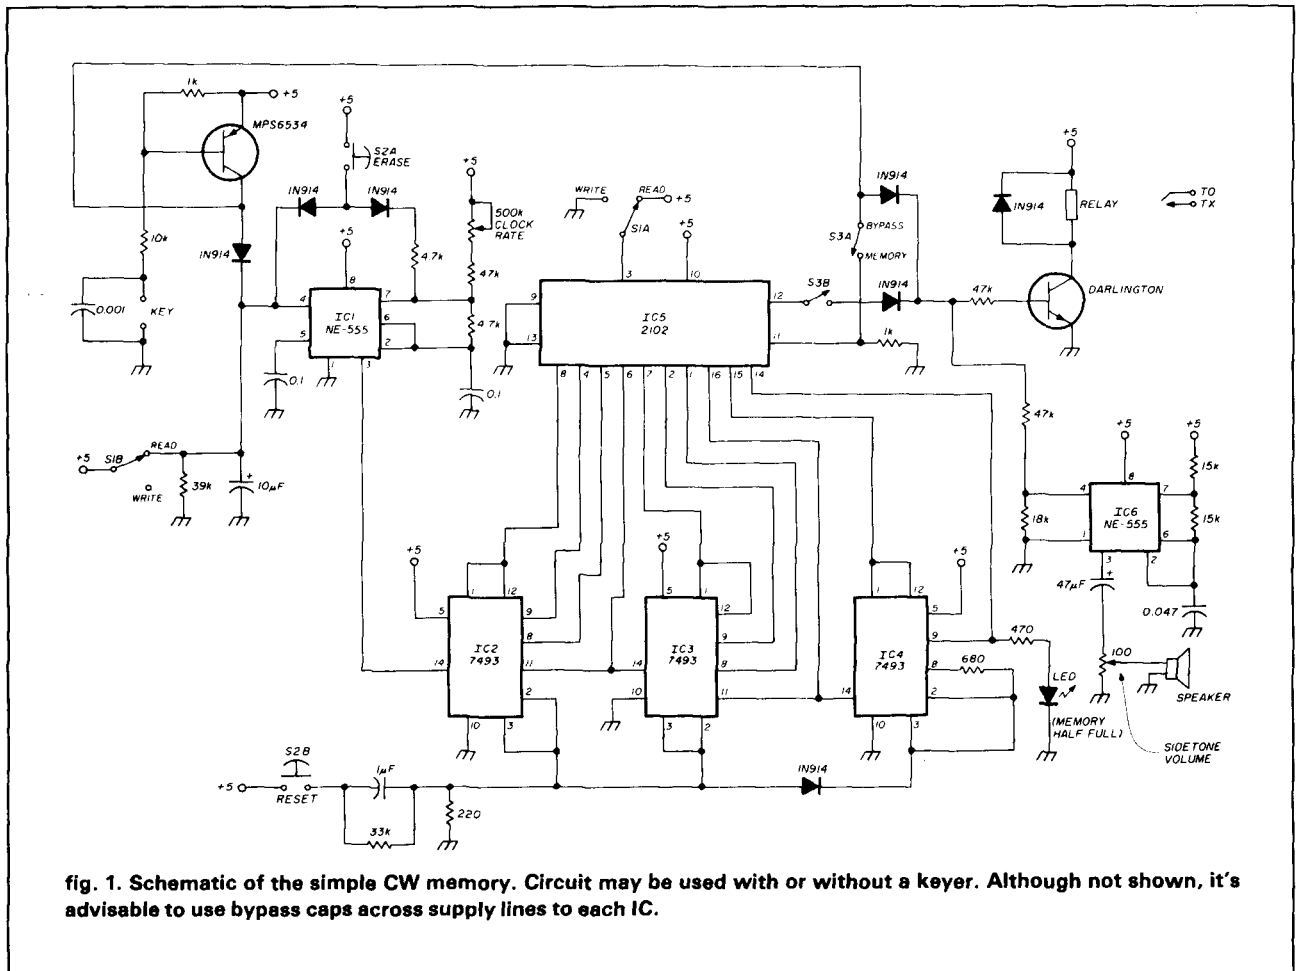 1k
+5
MPS6534
+5
S2A
ERASE
+5
1N914
1N914
500k
CLOCK
RATE
WRITE
READ
+5
S1A
+5
1N914
BYPASS
S3A
MEMORY
+5
1N914
RELAY
TO
TX
10k
1N914
+5
4.7k
47k
0.001
KEY
8
4
7
IC1
NE-555
6
5
2
1
3
4.7k
0.1
0.1
3
10
9
12
IC5
2102
13
11
8
4
5
6
7
2
1
16
15
14
S3B
1N914
47k
DARLINGTON
1k
47k
+5
S1B
READ
WRITE
39k
10µF
+5
+5
15k
8
4
7
IC6
NE-555
18k
15k
1
6
3
2
47µF
0.047
+5
+5
+5
1
12
5
9
IC2
7493
8
14
11
2
10
3
5
1
12
9
IC3
7493
14
8
10
11
3
2
1
12
5
9
IC4
7493
8
14
2
10
3
470
680
LED
(MEMORY
HALF FULL)
100
SPEAKER
SIDETONE
VOLUME
S2B
+5
RESET
1µF
33k
220
1N914
fig. 1. Schematic of the simple CW memory. Circuit may be used with or without a keyer. Although not shown, it's
advisable to use bypass caps across supply lines to each IC.